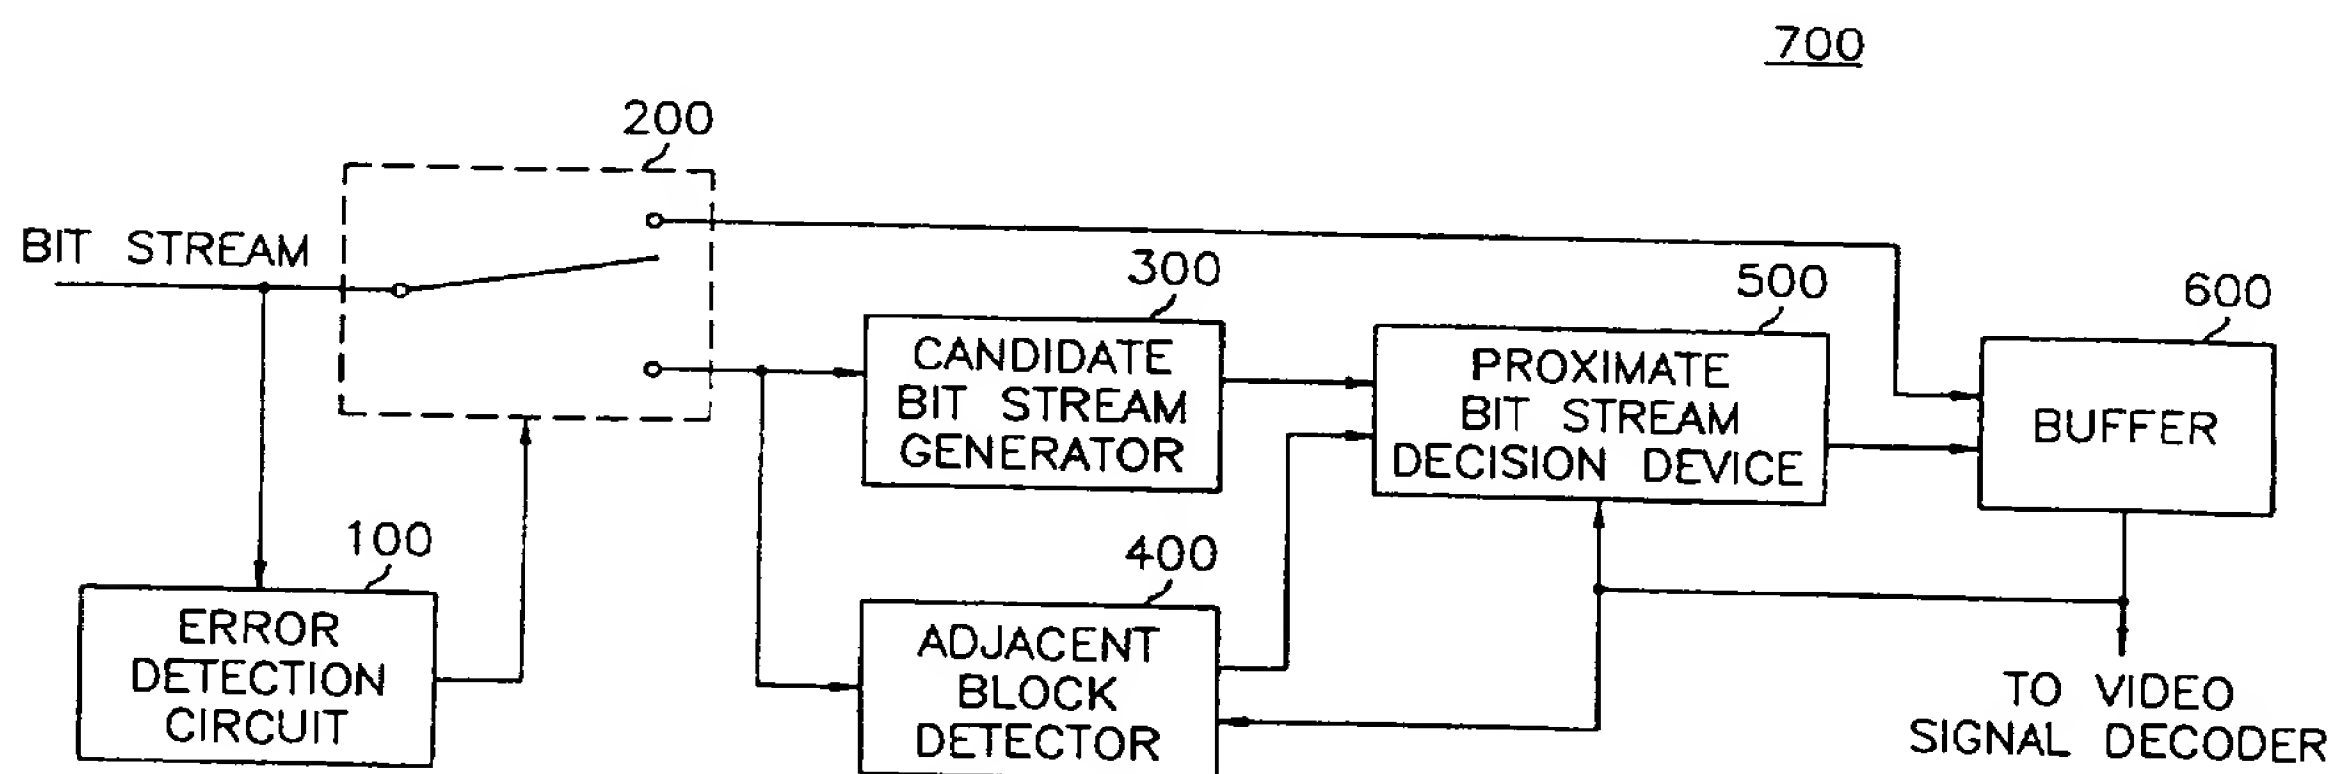 700
200
BIT STREAM
300
CANDIDATE
BIT STREAM
GENERATOR
500
PROXIMATE
BIT STREAM
DECISION DEVICE
600
BUFFER
100
ERROR
DETECTION
CIRCUIT
400
ADJACENT
BLOCK
DETECTOR
TO VIDEO
SIGNAL DECODER